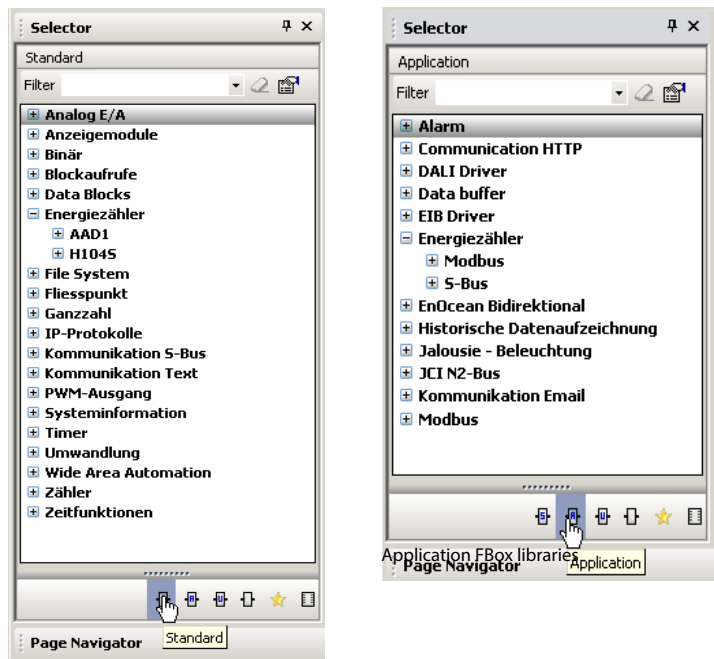 Selector
Standard
Filter
Analog E/A
Anzeigemodule
Binär
Blockaufrufe
Data Blocks
Energiezähler
AAD1
H104S
File System
Fliesspunkt
Ganzzahl
IP-Protokolle
Kommunikation S-Bus
Kommunikation Text
PWM-Ausgang
Systeminformation
Timer
Umwandlung
Wide Area Automation
Zähler
Zeitfunktionen
R
U
Standard
Page Navigator
Selector
Application
Filter
Alarm
Communication HTTP
DALI Driver
Data buffer
EIB Driver
Energiezähler
Modbus
S-Bus
EnOcean Bidirektional
Historische Datenaufzeichnung
Jalousie - Beleuchtung
JCI N2-Bus
Kommunikation Email
Modbus
S
A
U
Application FBox libraries
Page Navigator
Application